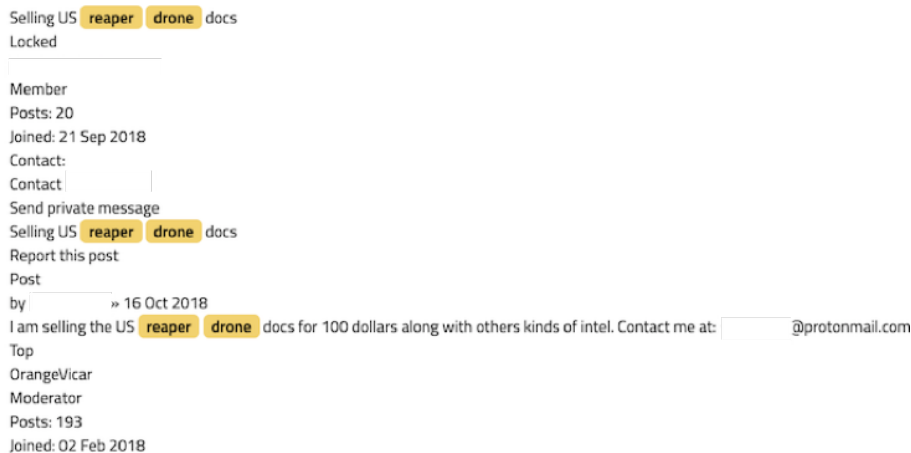 Selling US reaper drone docs
Locked
Member
Posts: 20
Joined: 21 Sep 2018
Contact:
Contact
Send private message
Selling US reaper drone docs
Report this post
Post
by » 16 Oct 2018
I am selling the US reaper drone docs for 100 dollars along with others kinds of intel. Contact me at: @protonmail.com
Top
OrangeVicar
Moderator
Posts: 193
Joined: 02 Feb 2018